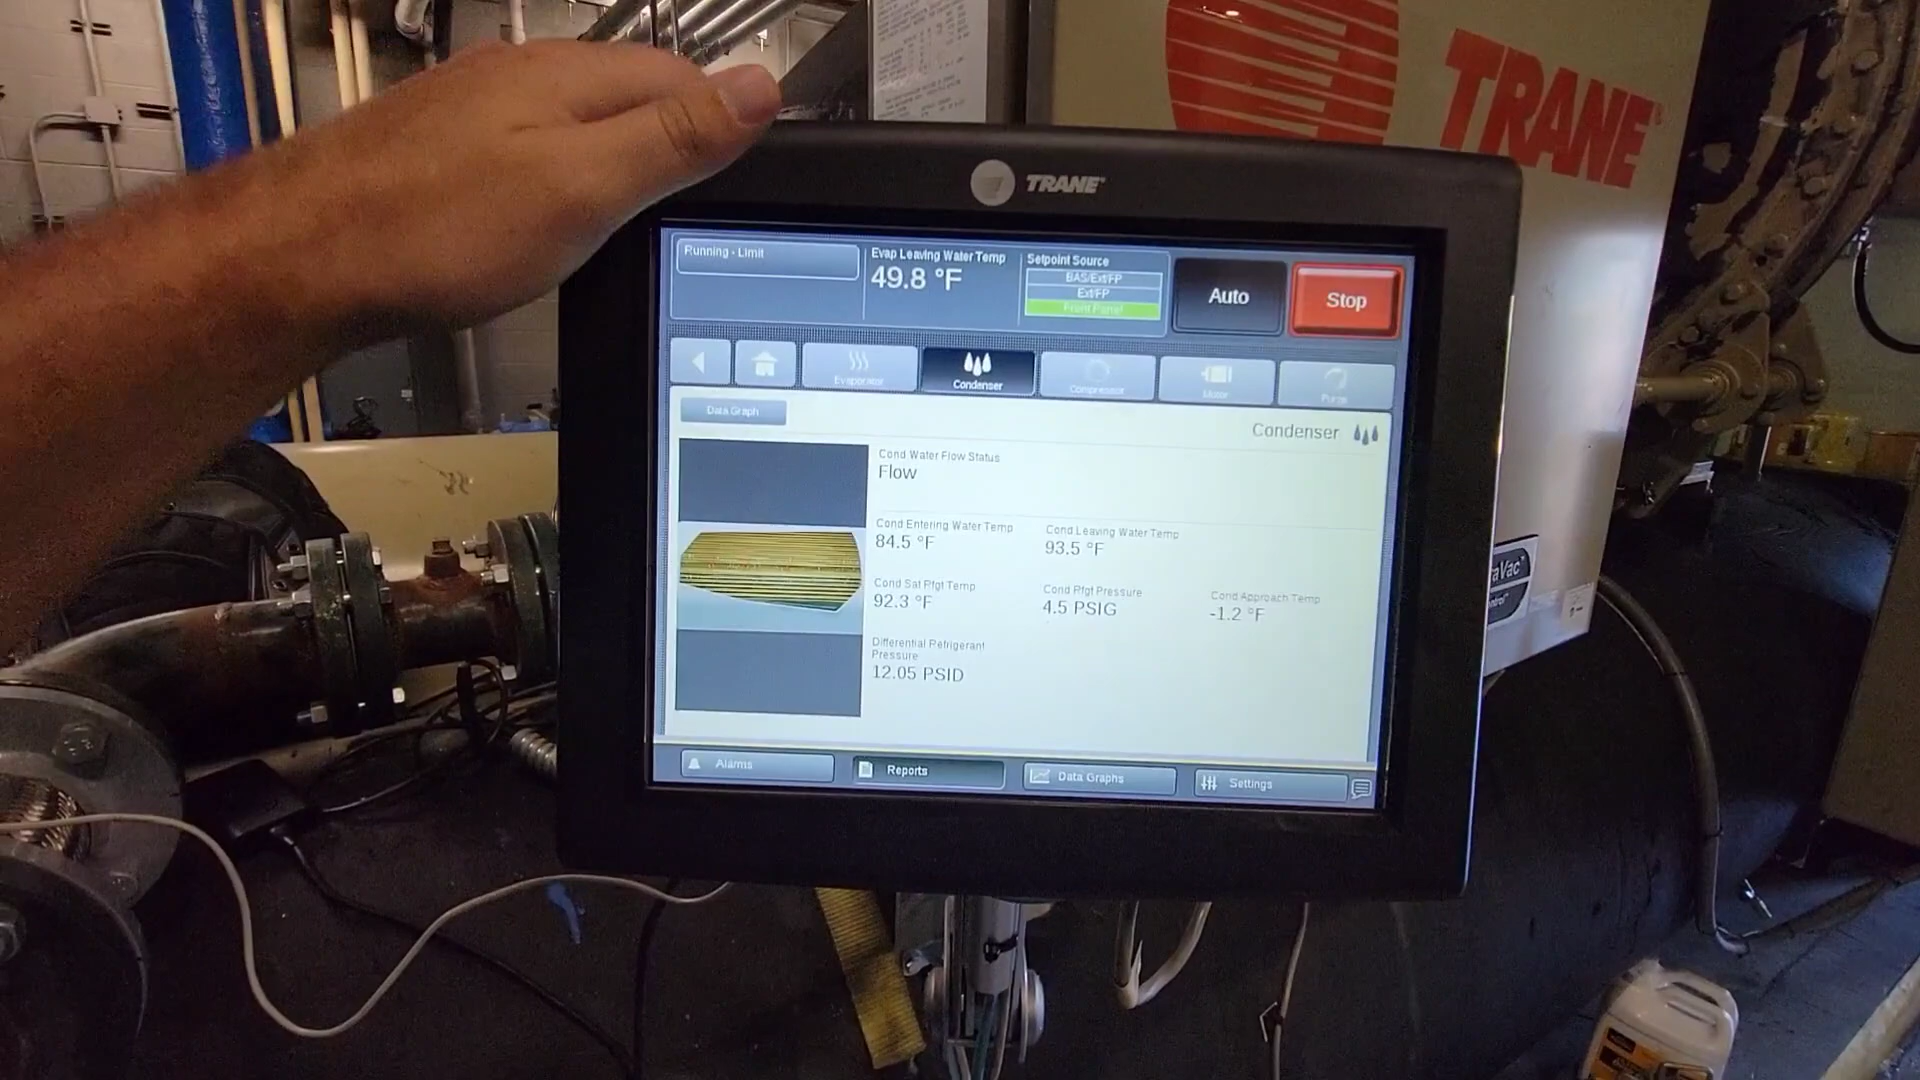 TRANE
TRANE
Running - Limit
Evap Leaving Water Temp
49.8 °F
Setpoint Source
BAS/Ext/FP
Ext/FP
Front Panel
Auto
Stop
Evaporator
Condenser
Compressor
Motor
Purge
Data Graph
Condenser
Cond Water Flow Status
Flow
Cond Entering Water Temp
84.5 °F
Cond Leaving Water Temp
93.5 °F
Cond Sat Rfgt Temp
92.3 °F
Cond Rfgt Pressure
4.5 PSIG
Cond Approach Temp
-1.2 °F
Differential Refrigerant
Pressure
12.05 PSID
Alarms
Reports
Data Graphs
Settings